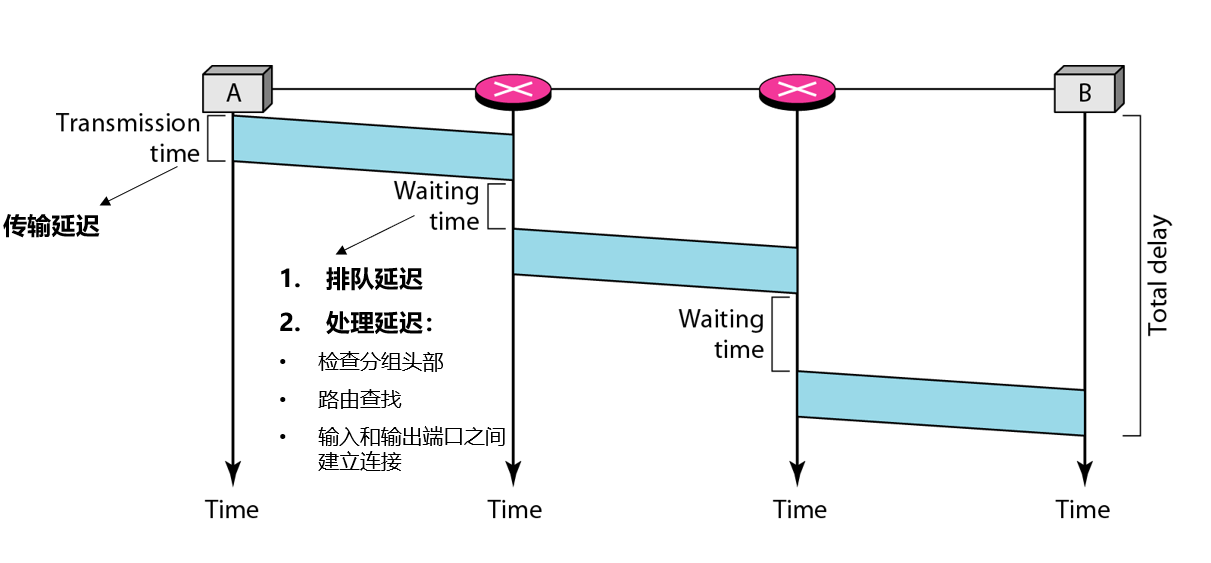 A
B
Transmission
time
传输延迟
Waiting
time
1. 排队延迟
2. 处理延迟：
• 检查分组头部
• 路由查找
• 输入和输出端口之间
建立连接
Waiting
time
Total delay
Time
Time
Time
Time